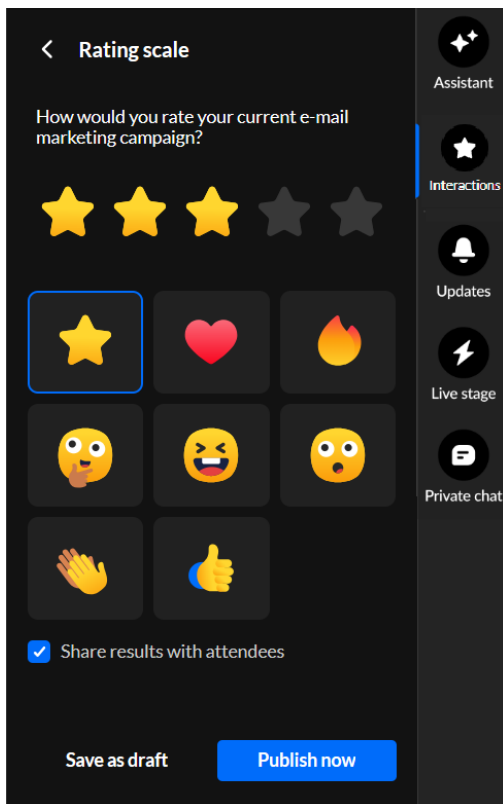 Rating scale
How would you rate your current e-mail
marketing campaign?
Share results with attendees
Save as draft
Publish now
Assistant
Interactions
Updates
Live stage
Private chat